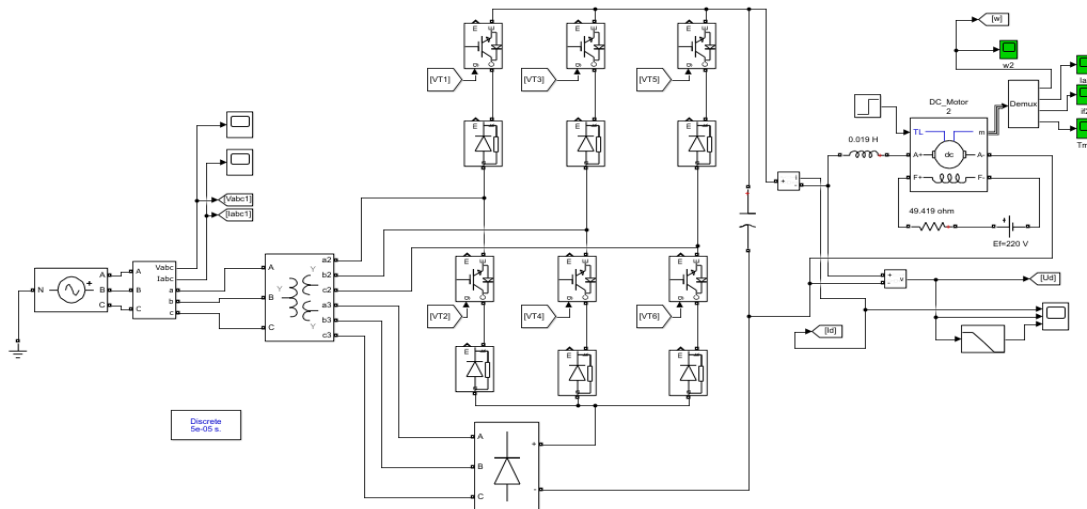 [w]
w2
E
E
E
[VT1]
[VT3]
[VT5]
g
C
g
C
g
C
E
E
E
DC_Motor
2
Demux
Ia
if2
Tm
TL
m
0.019 H
dc
A+
A-
F+
F-
49.419 ohm
Ef=220 V
+
i
-
[Vabc1]
[Iabc1]
N
A
B
C
A
B
C
Vabc
Iabc
a
b
c
A
B
C
Y
Y
Y
a2
b2
c2
a3
b3
c3
E
E
E
[VT2]
[VT4]
[VT6]
g
C
g
C
g
C
E
E
E
+
-
v
[Ud]
[Id]
Discrete
5e-05 s.
A
B
C
+
-